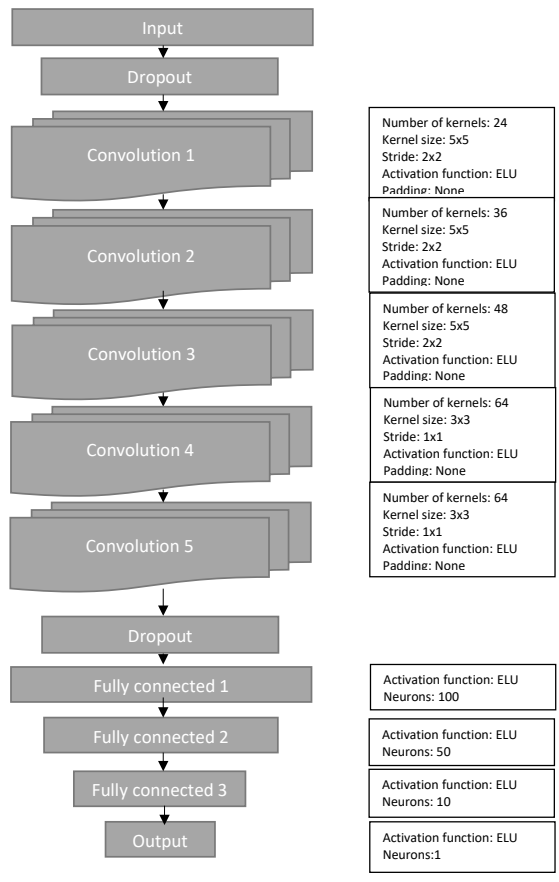 Input
Dropout
Convolution 1
Number of kernels: 24
Kernel size: 5x5
Stride: 2x2
Activation function: ELU
Padding: None
Convolution 2
Number of kernels: 36
Kernel size: 5x5
Stride: 2x2
Activation function: ELU
Padding: None
Convolution 3
Number of kernels: 48
Kernel size: 5x5
Stride: 2x2
Activation function: ELU
Padding: None
Convolution 4
Number of kernels: 64
Kernel size: 3x3
Stride: 1x1
Activation function: ELU
Padding: None
Convolution 5
Number of kernels: 64
Kernel size: 3x3
Stride: 1x1
Activation function: ELU
Padding: None
Dropout
Fully connected 1
Activation function: ELU
Neurons: 100
Fully connected 2
Activation function: ELU
Neurons: 50
Fully connected 3
Activation function: ELU
Neurons: 10
Output
Activation function: ELU
Neurons:1